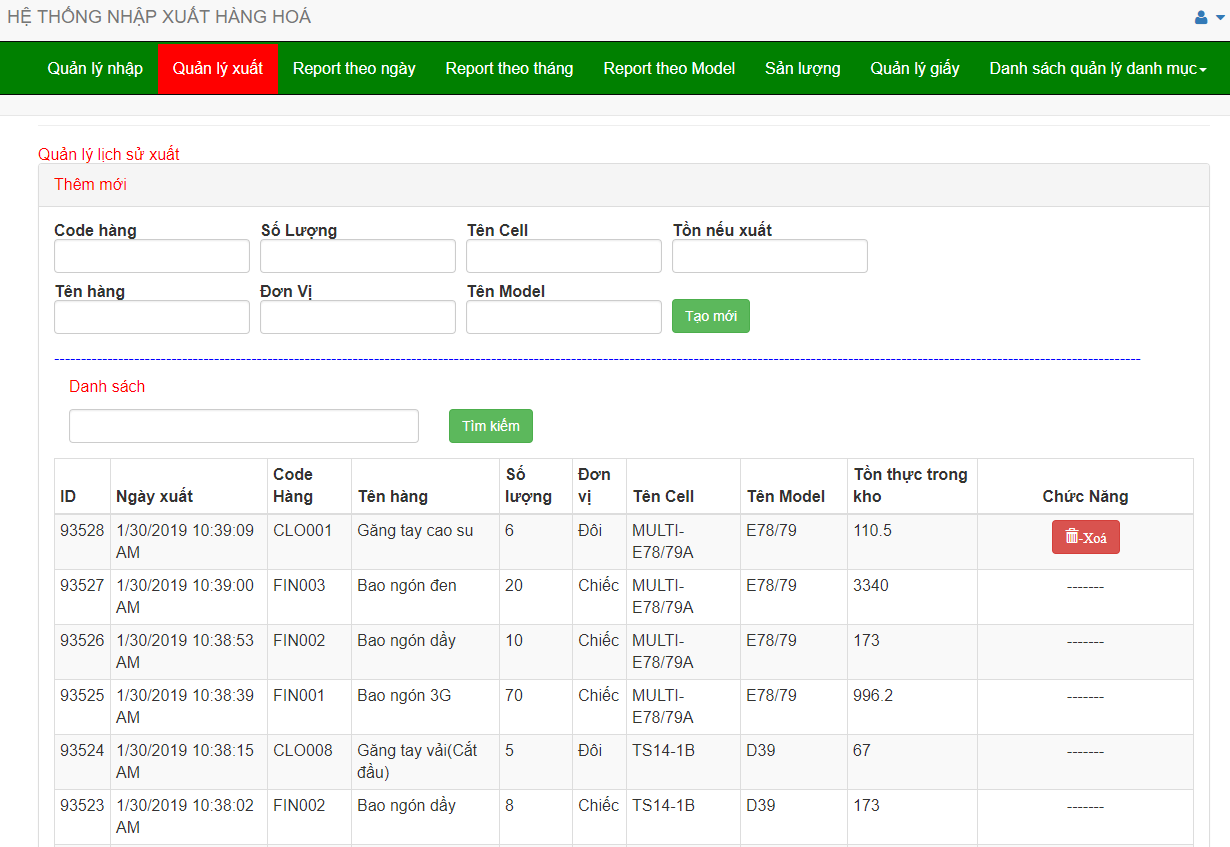 HỆ THỐNG NHẬP XUẤT HÀNG HOÁ
Quản lý nhập Quản lý xuất Report theo ngày Report theo tháng Report theo Model Sản lượng Quản lý giấy Danh sách quản lý danh mục
Quản lý lịch sử xuất
Thêm mới
Code hàng Số Lượng Tên Cell Tồn nếu xuất
Tên hàng Đơn Vị Tên Model
Tạo mới
Danh sách
Tìm kiếm
Code Số Đơn Tồn thực trong
ID Ngày xuất Hàng Tên hàng lượng vị Tên Cell Tên Model kho Chức Năng
93528 1/30/2019 10:39:09 CLO001 Găng tay cao su 6 Đôi MULTI- E78/79 110.5 -Xoá
AM E78/79A
93527 1/30/2019 10:39:00 FIN003 Bao ngón đen 20 Chiếc MULTI- E78/79 3340 -------
AM E78/79A
93526 1/30/2019 10:38:53 FIN002 Bao ngón dầy 10 Chiếc MULTI- E78/79 173 -------
AM E78/79A
93525 1/30/2019 10:38:39 FIN001 Bao ngón 3G 70 Chiếc MULTI- E78/79 996.2 -------
AM E78/79A
93524 1/30/2019 10:38:15 CLO008 Găng tay vải(Cắt 5 Đôi TS14-1B D39 67 -------
AM đầu)
93523 1/30/2019 10:38:02 FIN002 Bao ngón dầy 8 Chiếc TS14-1B D39 173 -------
AM